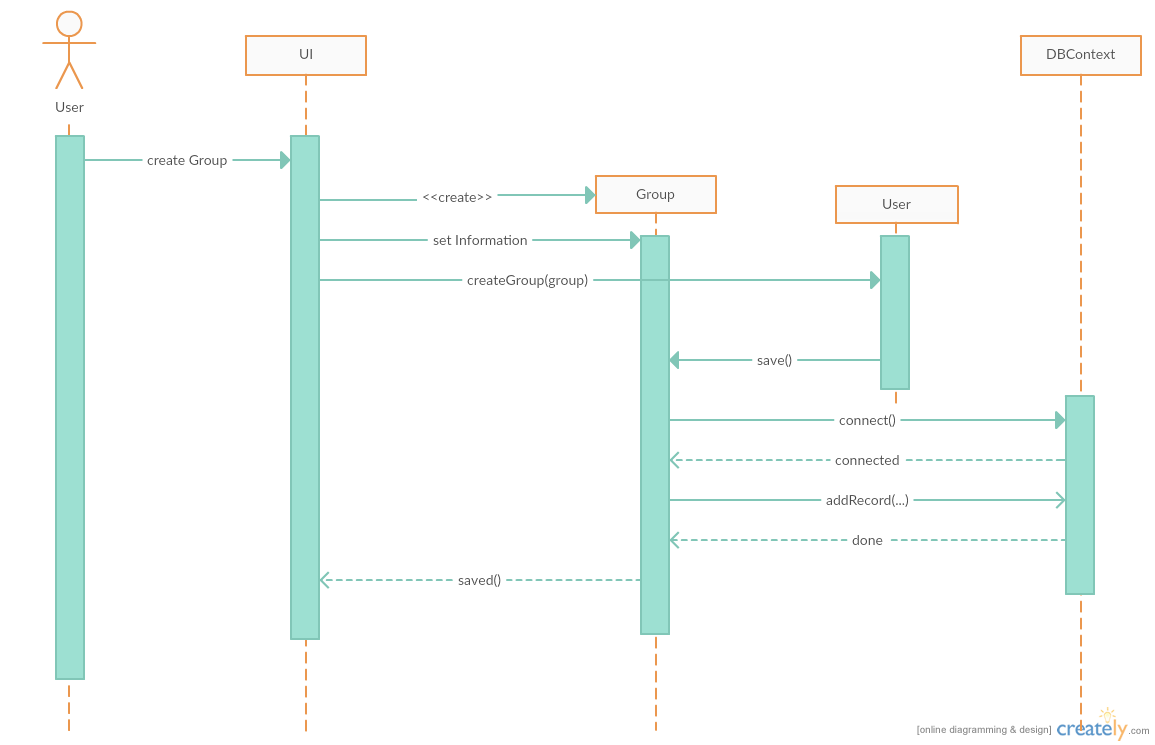 User
UI
DBContext
create Group
<<create>>
Group
User
set Information
createGroup(group)
save()
connect()
connected
addRecord(...)
done
saved()
[online diagramming & design] creately.com